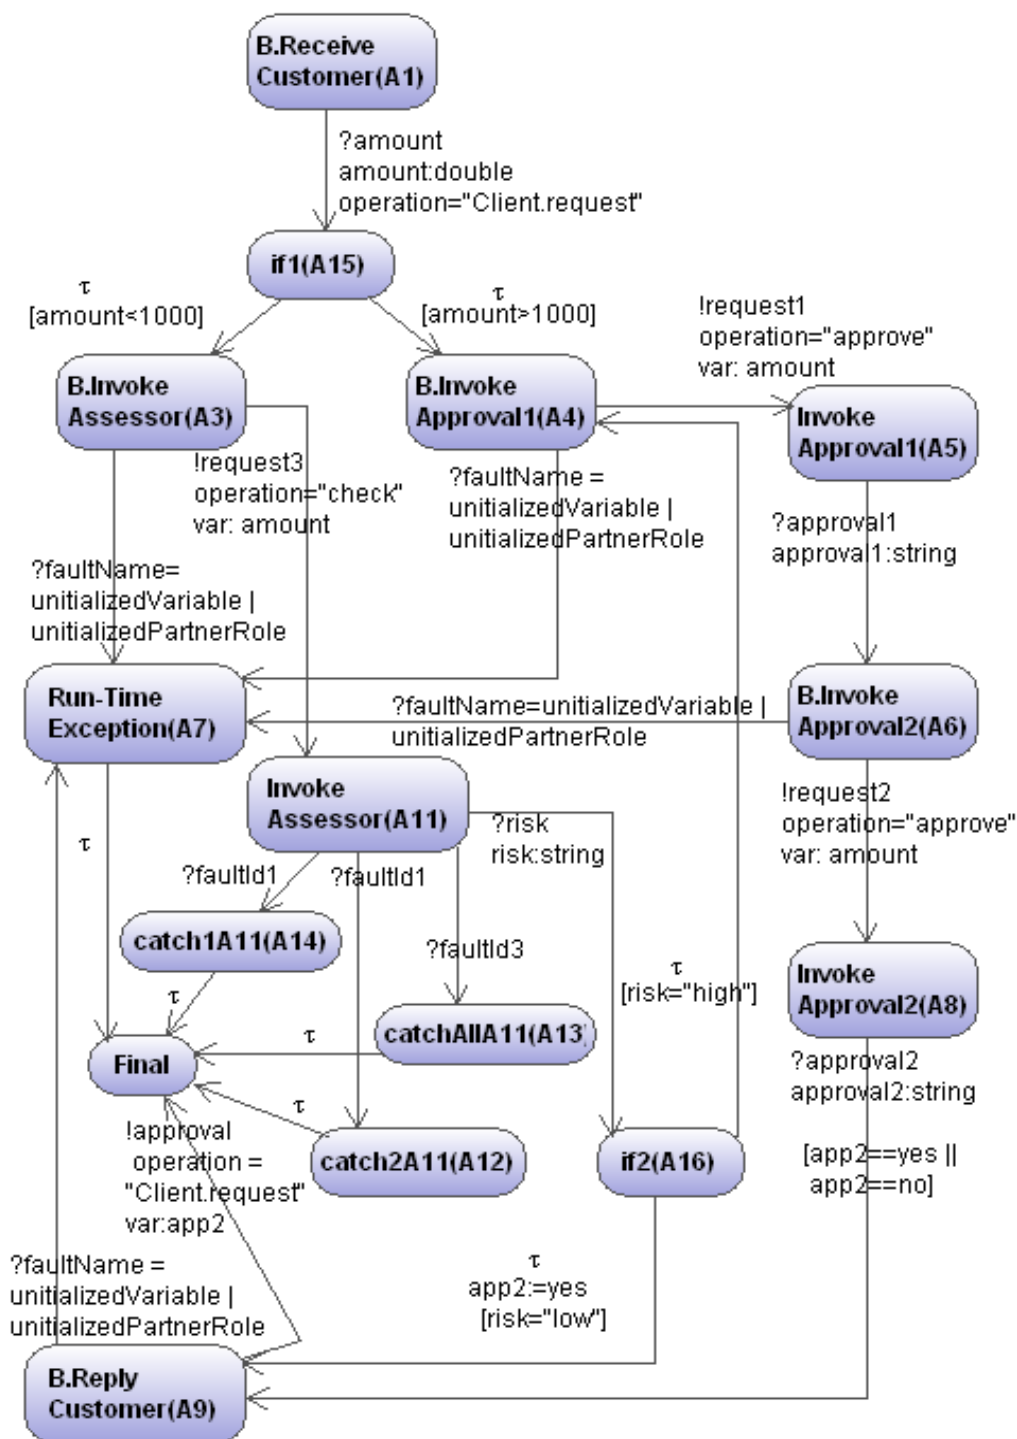 B.Receive
Customer(A1)
?amount
amount:double
operation="Client.request"
if1(A15)
τ
[amount<1000]
τ
[amount>1000]
!request1
operation="approve"
var: amount
B.Invoke
Assessor(A3)
B.Invoke
Approval1(A4)
Invoke
Approval1(A5)
!request3
operation="check"
var: amount
?faultName =
unitializedVariable |
unitializedPartnerRole
?approval1
approval1:string
?faultName=
unitializedVariable |
unitializedPartnerRole
Run-Time
Exception(A7)
?faultName=unitializedVariable |
unitializedPartnerRole
B.Invoke
Approval2(A6)
Invoke
Assessor(A11)
?risk
risk:string
!request2
operation="approve"
var: amount
τ
?faultId1
?faultId1
catch1A11(A14)
?faultId3
τ
[risk="high"]
Invoke
Approval2(A8)
τ
catchAllA11(A13)
τ
Final
?approval2
approval2:string
τ
!approval
operation =
"Client.request"
var:app2
catch2A11(A12)
if2(A16)
[app2==yes ||
app2==no]
?faultName =
unitializedVariable |
unitializedPartnerRole
τ
app2:=yes
[risk="low"]
B.Reply
Customer(A9)